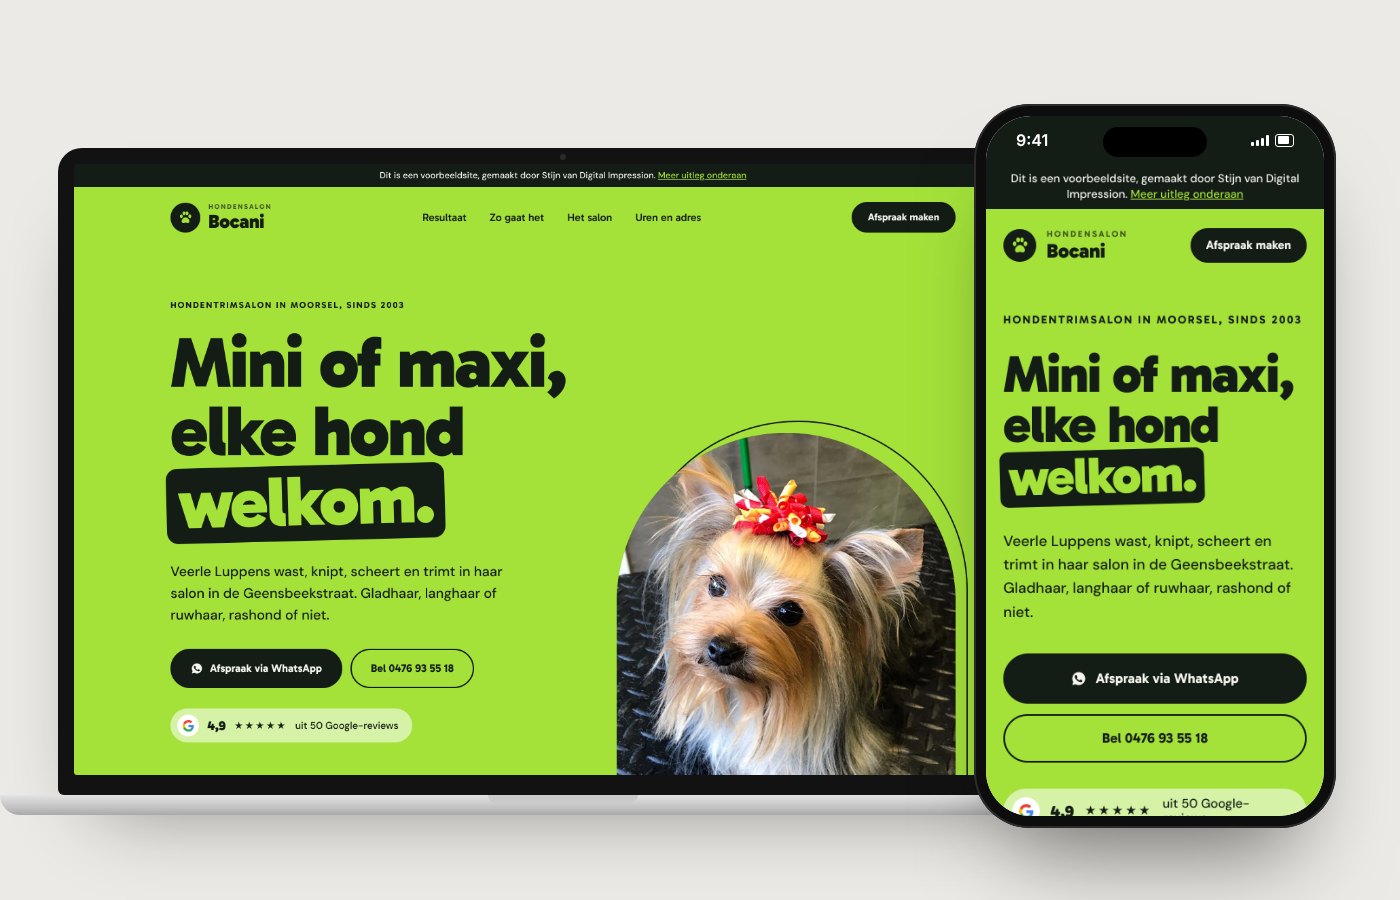 Dit is een voorbeeldsite, gemaakt door Stijn van Digital Impression. Meer uitleg onderaan
HONDENSALON
Bocani
Resultaat
Zo gaat het
Het salon
Uren en adres
Afspraak maken
HONDENTRIMSALON IN MOORSEL, SINDS 2003
Mini of maxi,
elke hond
welkom.
Veerle Luppens wast, knipt, scheert en trimt in haar
salon in de Geensbeekstraat. Gladhaar, langhaar of
ruwhaar, rashond of niet.
Afspraak via WhatsApp
Bel 0476 93 55 18
4,9 ★★★★★ uit 50 Google-reviews
9:41
Dit is een voorbeeldsite, gemaakt door Stijn van Digital
Impression. Meer uitleg onderaan
HONDENSALON
Bocani
Afspraak maken
HONDENTRIMSALON IN MOORSEL, SINDS 2003
Mini of maxi,
elke hond
welkom.
Veerle Luppens wast, knipt, scheert en
trimt in haar salon in de Geensbeekstraat.
Gladhaar, langhaar of ruwhaar, rashond of
niet.
Afspraak via WhatsApp
Bel 0476 93 55 18
4,9 ★★★★★ uit 50 Google-